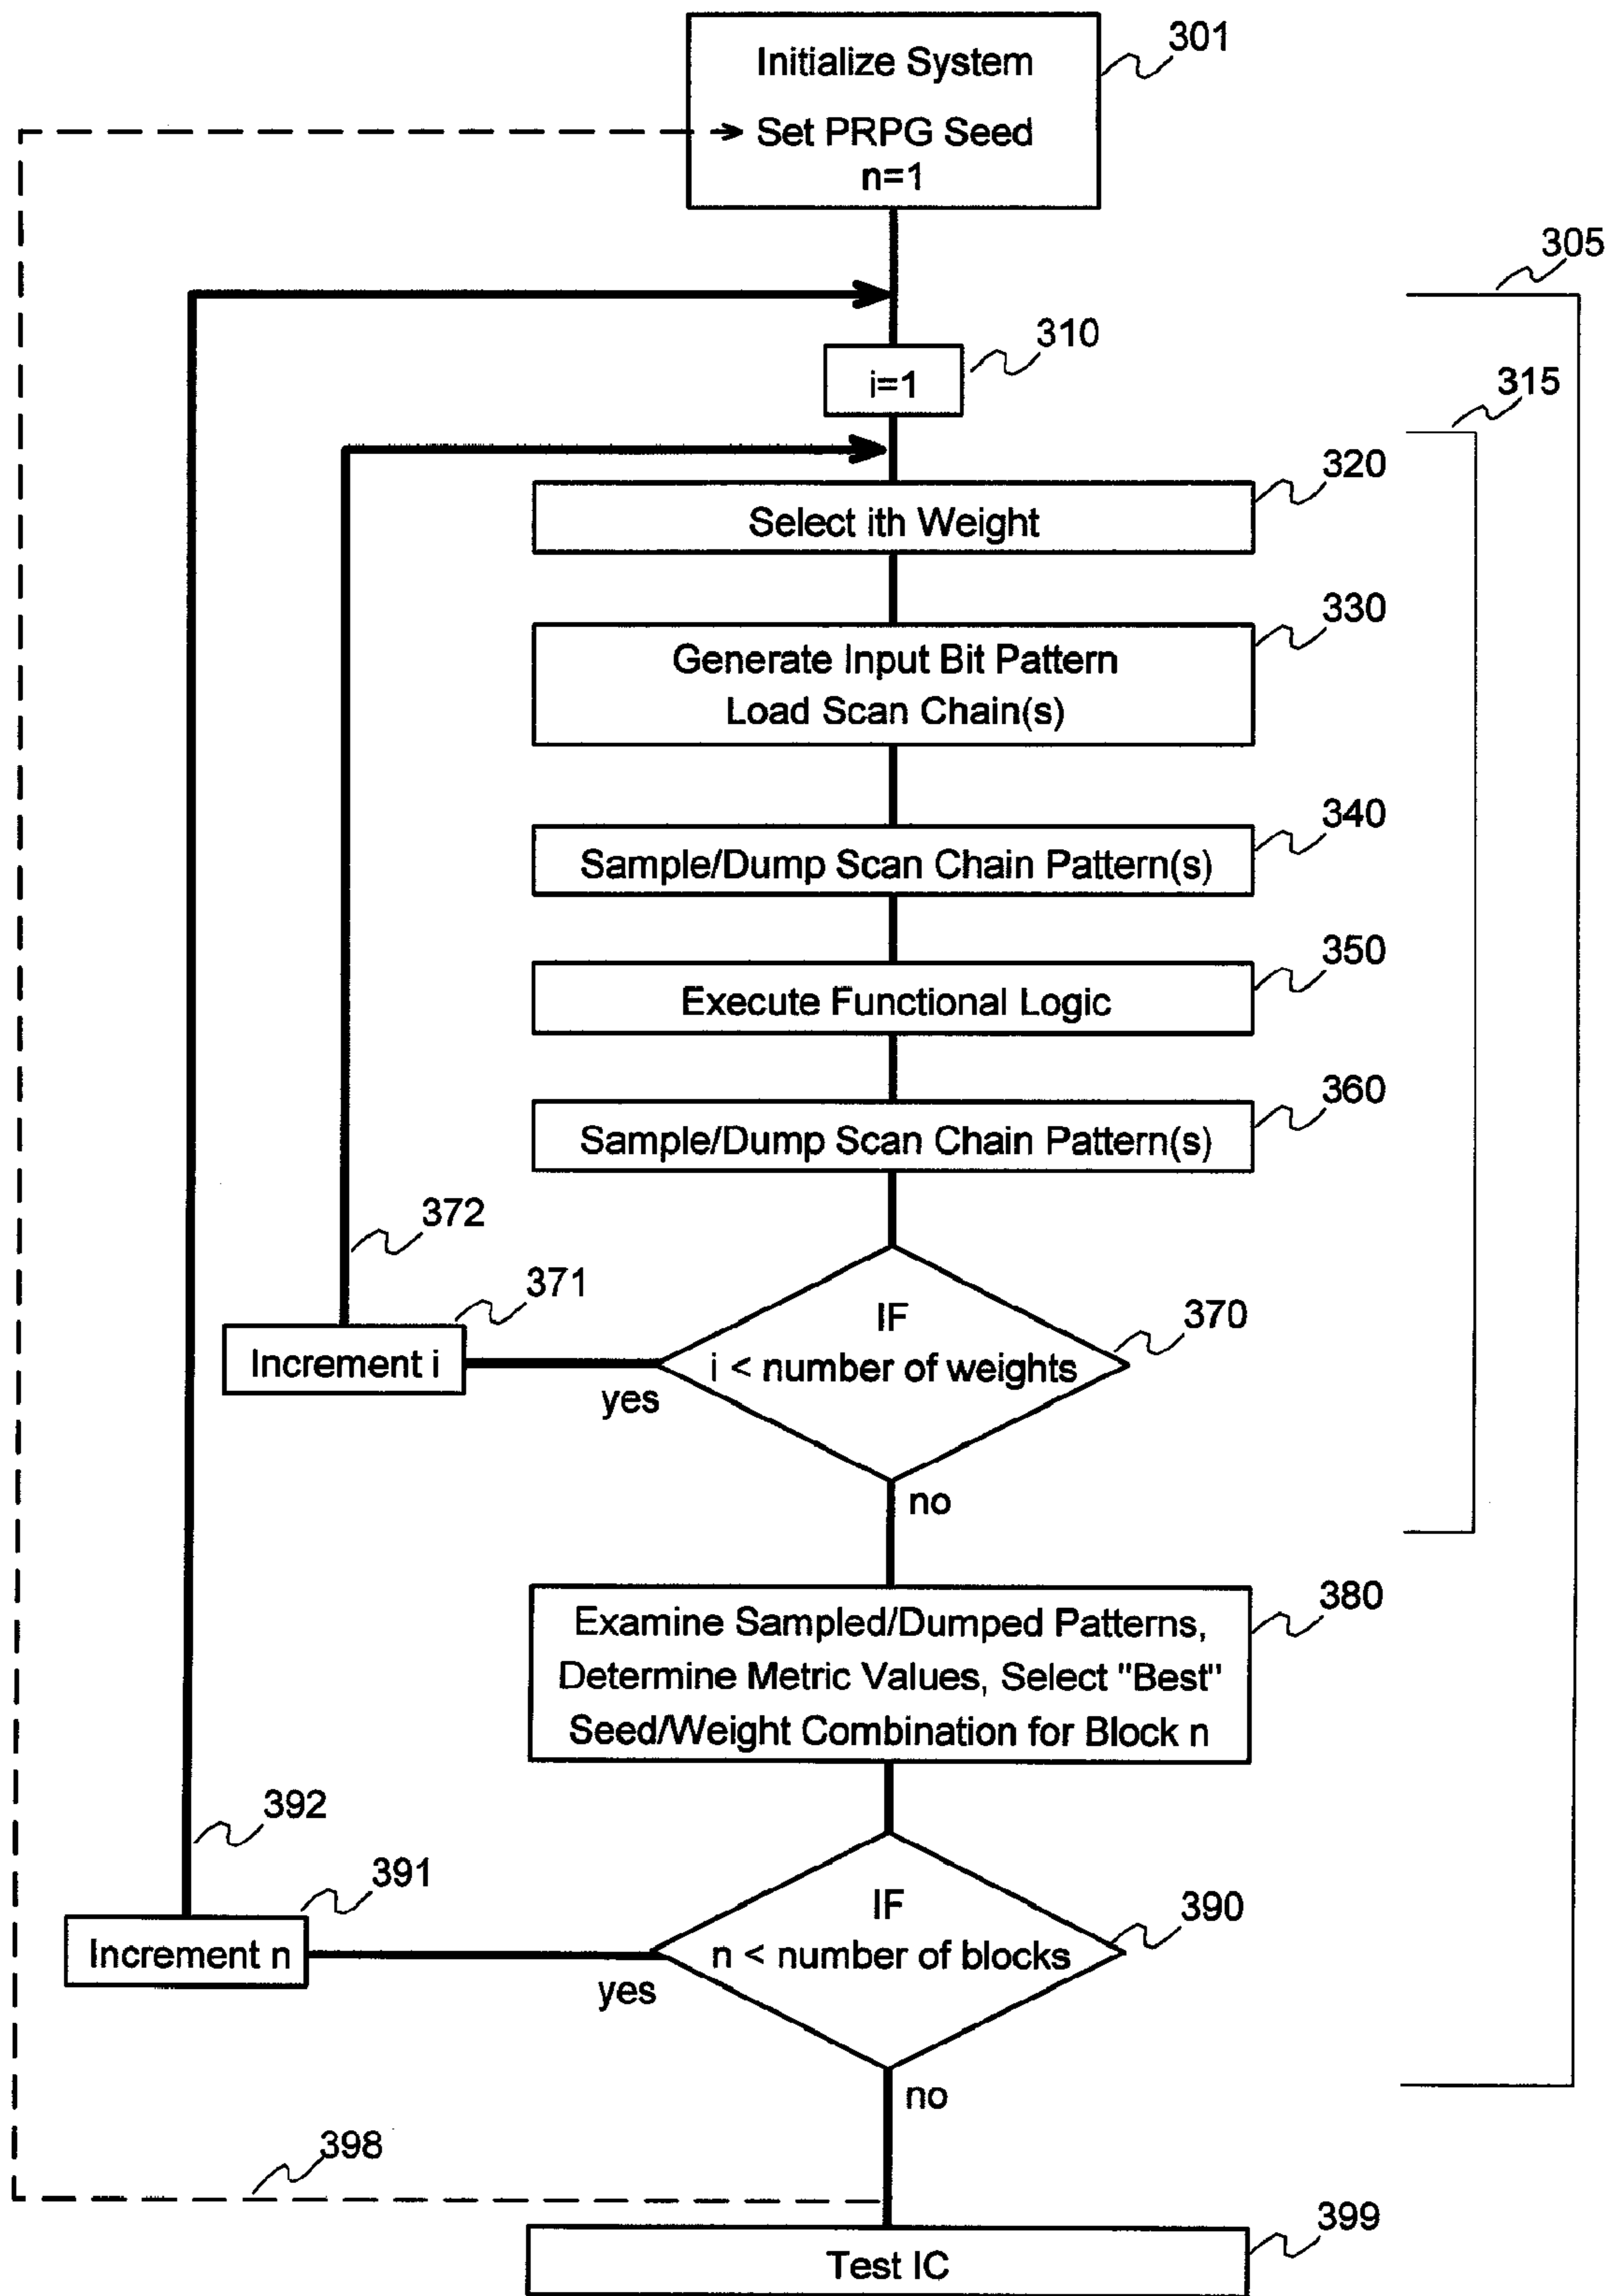 Initialize System
301
Set PRPG Seed
n=1
305
310
i=1
315
320
Select ith Weight
330
Generate Input Bit Pattern
Load Scan Chain(s)
340
Sample/Dump Scan Chain Pattern(s)
350
Execute Functional Logic
360
Sample/Dump Scan Chain Pattern(s)
372
371
IF
370
Increment i
i < number of weights
yes
no
380
Examine Sampled/Dumped Patterns,
Determine Metric Values, Select "Best"
Seed/Weight Combination for Block n
392
391
IF
390
Increment n
n < number of blocks
yes
no
398
399
Test IC